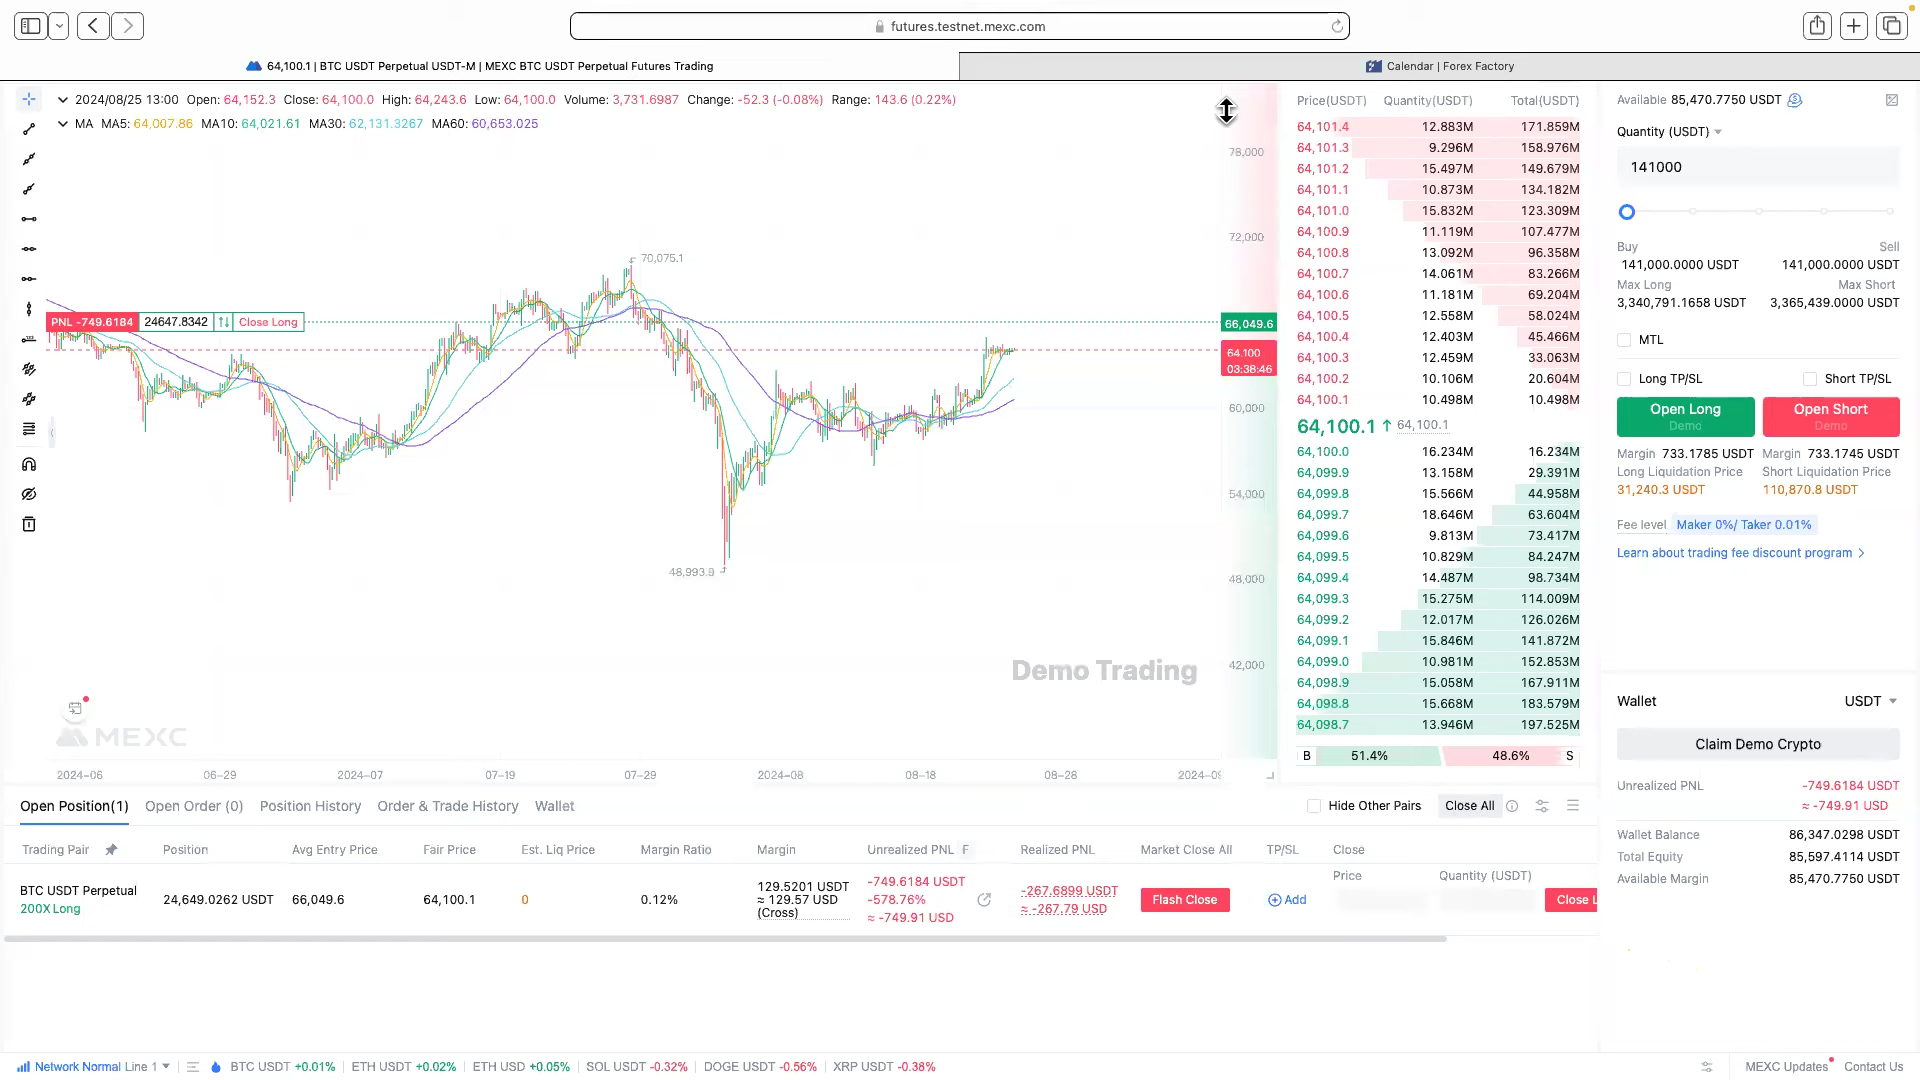 futures.testnet.mexc.com
64,100.1 | BTC USDT Perpetual USDT-M | MEXC BTC USDT Perpetual Futures Trading
Calendar | Forex Factory
2024/08/25 13:00 Open: 64,152.3 Close: 64,100.0 High: 64,243.6 Low: 64,100.0 Volume: 3,731.6987 Change: -52.3 (-0.08%) Range: 143.6 (0.22%)
MA MA5: 64,007.86 MA10: 64,021.61 MA30: 62,131.3267 MA60: 60,653.025
78,000
72,000
70,075.1
PNL -749.6184 24647.8342 Close Long
66,049.6
64,100
03:38:46
60,000
54,000
48,993.9
48,000
42,000
Demo Trading
MEXC
2024-06 06-29 2024-07 07-19 07-29 2024-08 08-18 08-28 2024-09
Price(USDT) Quantity(USDT) Total(USDT)
64,101.4 12.883M 171.859M
64,101.3 9.296M 158.976M
64,101.2 15.497M 149.679M
64,101.1 10.873M 134.182M
64,101.0 15.832M 123.309M
64,100.9 11.119M 107.477M
64,100.8 13.092M 96.358M
64,100.7 14.061M 83.266M
64,100.6 11.181M 69.204M
64,100.5 12.558M 58.024M
64,100.4 12.403M 45.466M
64,100.3 12.459M 33.063M
64,100.2 10.106M 20.604M
64,100.1 10.498M 10.498M
64,100.1 ↑ 64,100.1
64,100.0 16.234M 16.234M
64,099.9 13.158M 29.391M
64,099.8 15.566M 44.958M
64,099.7 18.646M 63.604M
64,099.6 9.813M 73.417M
64,099.5 10.829M 84.247M
64,099.4 14.487M 98.734M
64,099.3 15.275M 114.009M
64,099.2 12.017M 126.026M
64,099.1 15.846M 141.872M
64,099.0 10.981M 152.853M
64,098.9 15.058M 167.911M
64,098.8 15.668M 183.579M
64,098.7 13.946M 197.525M
B 51.4% 48.6% S
Available 85,470.7750 USDT
Quantity (USDT)
141000
Buy Sell
141,000.0000 USDT 141,000.0000 USDT
Max Long Max Short
3,340,791.1658 USDT 3,365,439.0000 USDT
MTL
Long TP/SL Short TP/SL
Open Long Open Short
Demo Demo
Margin 733.1785 USDT Margin 733.1745 USDT
Long Liquidation Price Short Liquidation Price
31,240.3 USDT 110,870.8 USDT
Fee level Maker 0%/ Taker 0.01%
Learn about trading fee discount program >
Wallet USDT
Claim Demo Crypto
Unrealized PNL -749.6184 USDT
≈ -749.91 USD
Wallet Balance 86,347.0298 USDT
Total Equity 85,597.4114 USDT
Available Margin 85,470.7750 USDT
Open Position(1) Open Order (0) Position History Order & Trade History Wallet Hide Other Pairs Close All
Trading Pair Position Avg Entry Price Fair Price Est. Liq Price Margin Ratio Margin Unrealized PNL F Realized PNL Market Close All TP/SL Close
Price Quantity (USDT)
BTC USDT Perpetual
200X Long
24,649.0262 USDT 66,049.6 64,100.1 0 0.12%
129.5201 USDT
≈ 129.57 USD
(Cross)
-749.6184 USDT
-578.76%
≈ -749.91 USD
-267.6899 USDT
≈ -267.79 USD
Flash Close Add Close L
Network Normal Line 1 BTC USDT +0.01% ETH USDT +0.02% ETH USD +0.05% SOL USDT -0.32% DOGE USDT -0.56% XRP USDT -0.38% MEXC Updates Contact Us